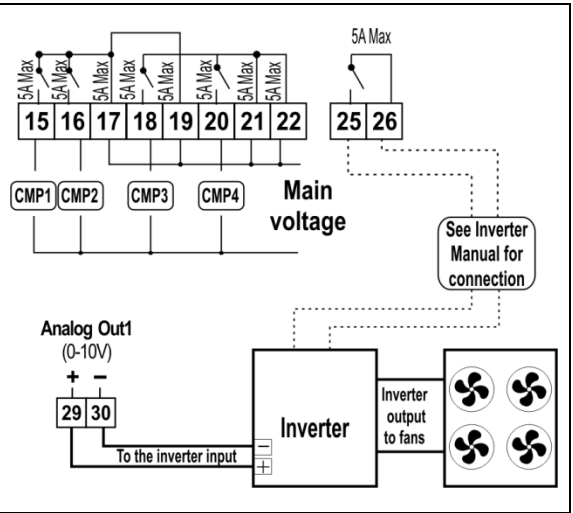 5A Max
5A Max 5A Max 5A Max 5A Max 5A Max 5A Max 5A Max
15 16 17 18 19 20 21 22 25 26
CMP1 CMP2 CMP3 CMP4
Main
voltage
See Inverter
Manual for
connection
Analog Out1
(0-10V)
+ −
29 30
Inverter
−
+
To the inverter input
Inverter
output
to fans